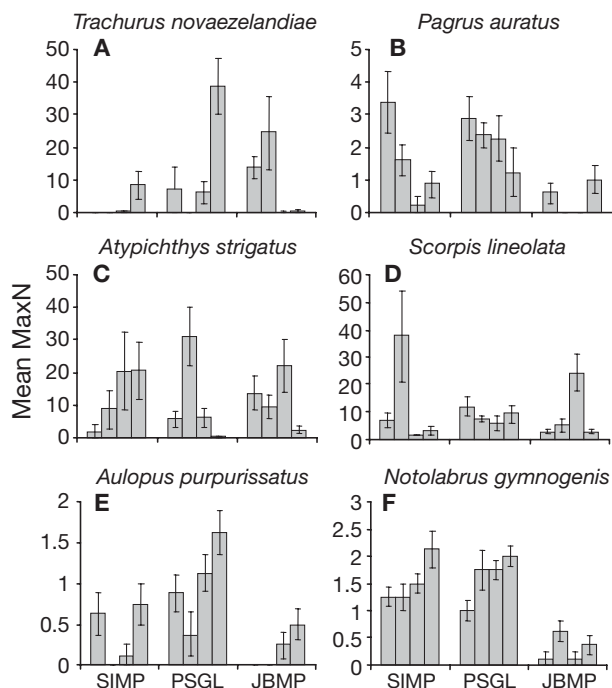 Trachurus novaezelandiae
Pagrus auratus
A
B
50
40
30
20
10
0
5
4
3
2
1
0
Atypichthys strigatus
Scorpis lineolata
C
D
50
40
30
20
10
0
60
50
40
30
20
10
0
Mean MaxN
Aulopus purpurissatus
Notolabrus gymnogenis
E
F
2
1.5
1
0.5
0
3
2.5
2
1.5
1
0.5
0
SIMP PSGL JBMP
SIMP PSGL JBMP